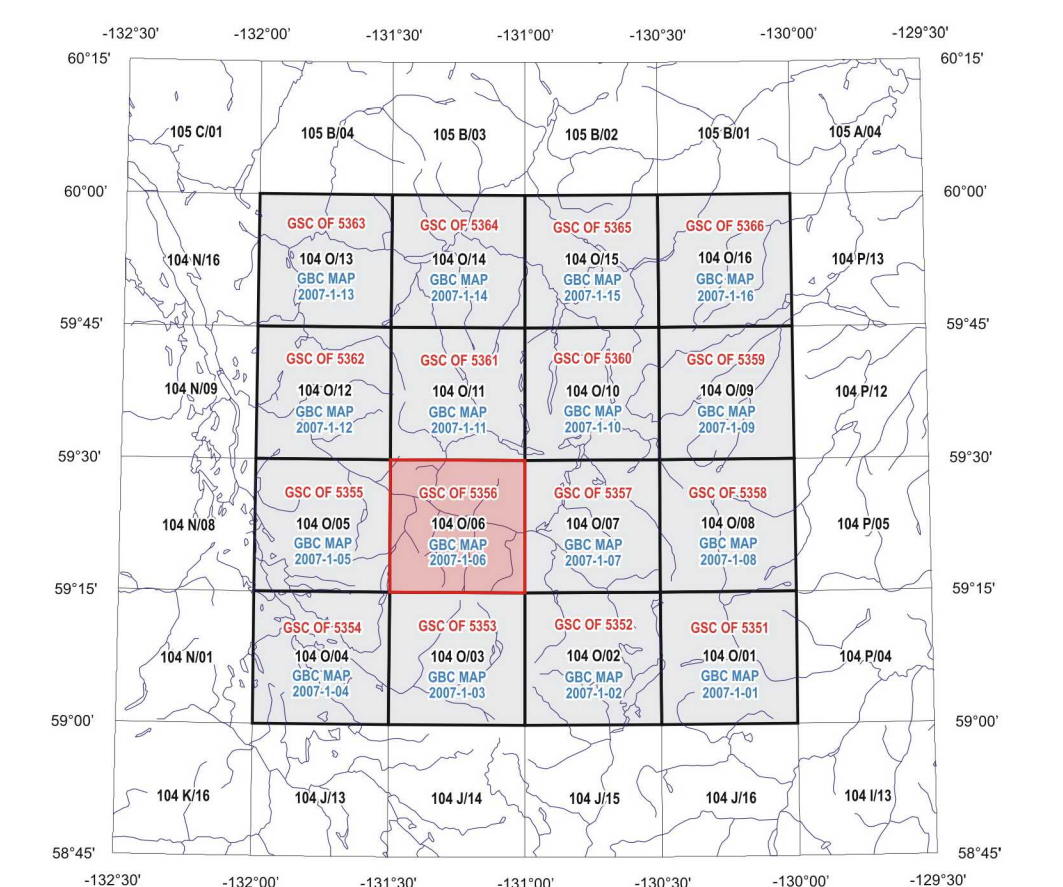 -132°30' -132°00' -131°30' -131°00' -130°30' -130°00' -129°30'
60°15' 60°15'
105 C/01 105 B/04 105 B/03 105 B/02 105 B/01 105 A/04
60°00' 60°00'
GSC OF 5363 GSC OF 5364 GSC OF 5365 GSC OF 5366
104 N/16 104 O/13 104 O/14 104 O/15 104 O/16 104 P/13
GBC MAP GBC MAP GBC MAP GBC MAP
2007-1-13 2007-1-14 2007-1-15 2007-1-16
59°45' 59°45'
GSC OF 5362 GSC OF 5361 GSC OF 5360 GSC OF 5359
104 N/09 104 O/12 104 O/11 104 O/10 104 O/09 104 P/12
GBC MAP GBC MAP GBC MAP GBC MAP
2007-1-12 2007-1-11 2007-1-10 2007-1-09
59°30' 59°30'
GSC OF 5355 GSC OF 5356 GSC OF 5357 GSC OF 5358
104 N/08 104 O/05 104 O/06 104 O/07 104 O/08 104 P/05
GBC MAP GBC MAP GBC MAP GBC MAP
2007-1-05 2007-1-06 2007-1-07 2007-1-08
59°15' 59°15'
GSC OF 5354 GSC OF 5353 GSC OF 5352 GSC OF 5351
104 N/01 104 O/04 104 O/03 104 O/02 104 O/01 104 P/04
GBC MAP GBC MAP GBC MAP GBC MAP
2007-1-04 2007-1-03 2007-1-02 2007-1-01
59°00' 59°00'
104 K/16 104 J/13 104 J/14 104 J/15 104 J/16 104 I/13
58°45' 58°45'
-132°30' -132°00' -131°30' -131°00' -130°30' -130°00' -129°30'